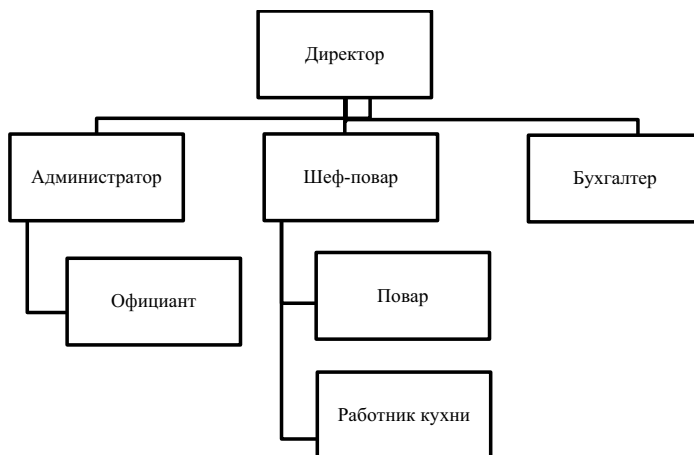 Директор
Администратор
Шеф-повар
Бухгалтер
Официант
Повар
Работник кухни